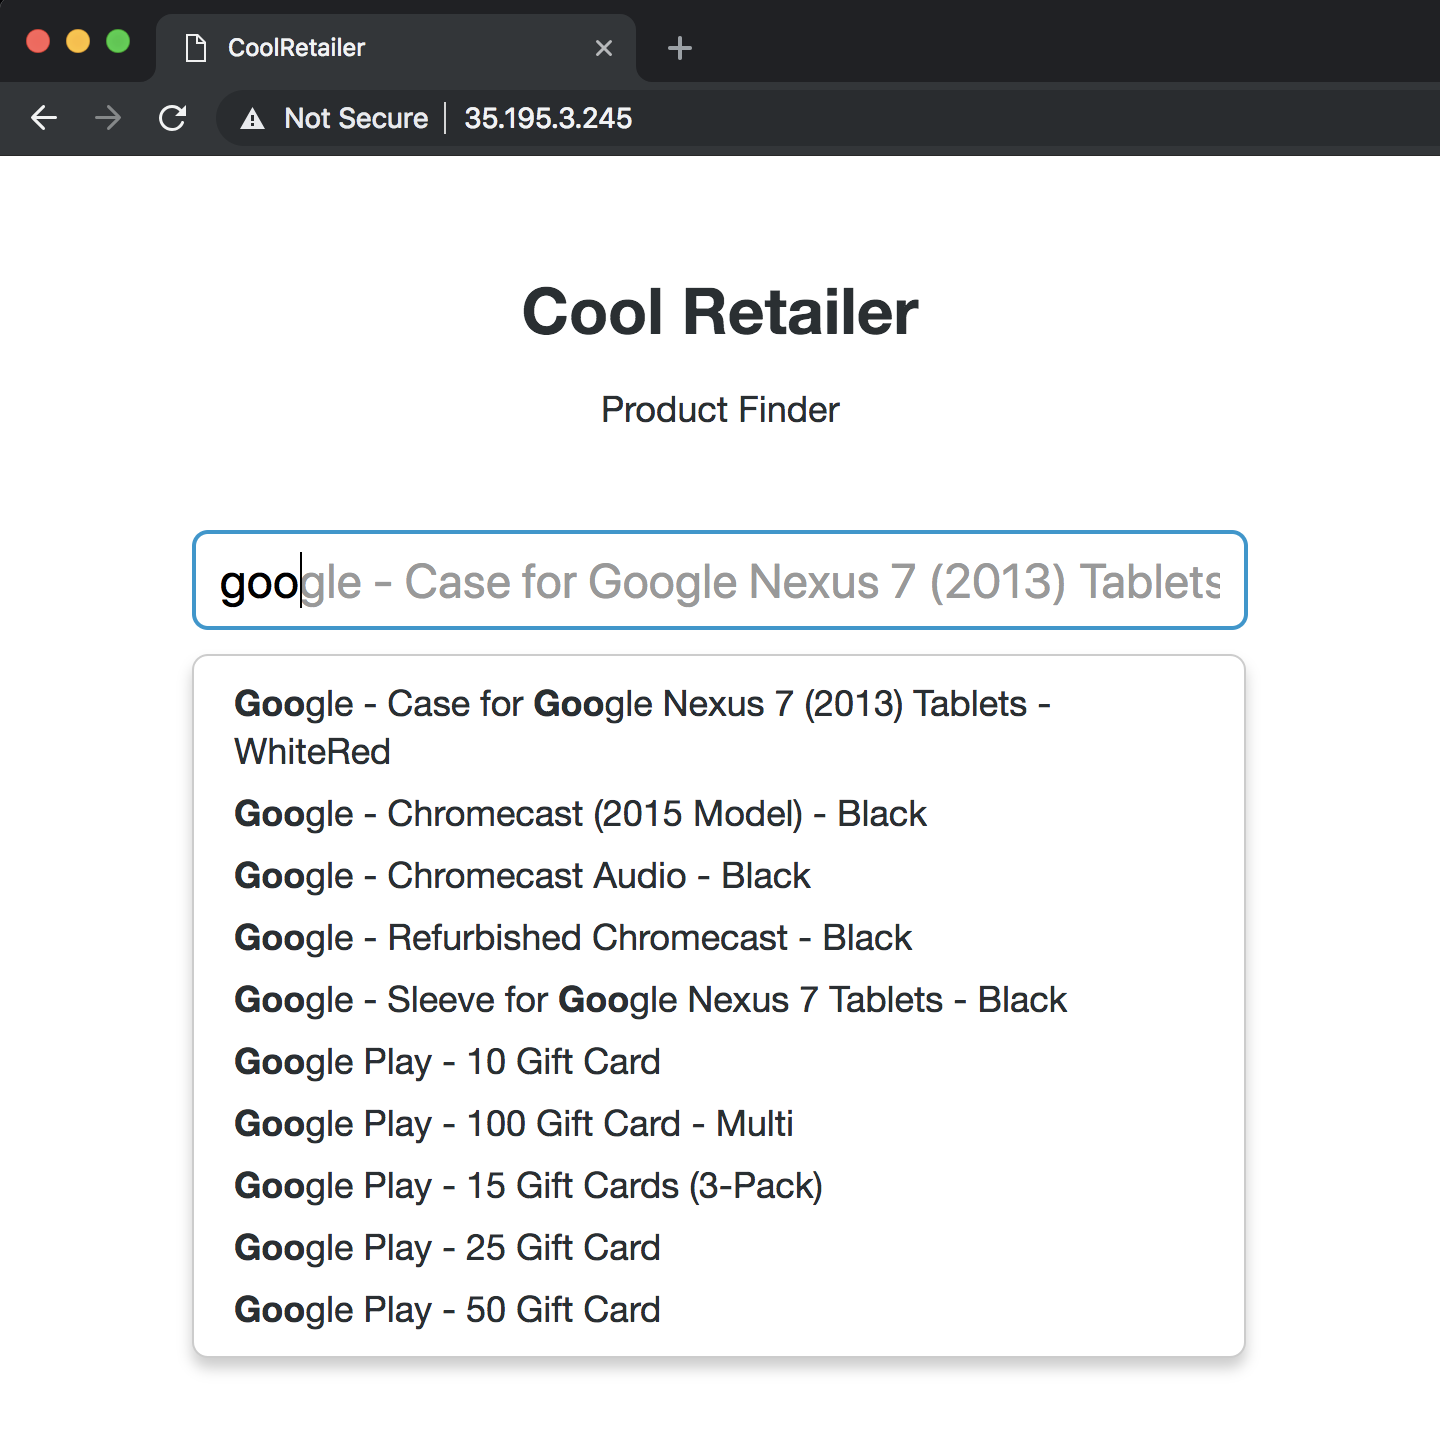 CoolRetailer
Not Secure
35.195.3.245
Cool Retailer
Product Finder
google - Case for Google Nexus 7 (2013) Tablets
Google - Case for Google Nexus 7 (2013) Tablets -
WhiteRed
Google - Chromecast (2015 Model) - Black
Google - Chromecast Audio - Black
Google - Refurbished Chromecast - Black
Google - Sleeve for Google Nexus 7 Tablets - Black
Google Play - 10 Gift Card
Google Play - 100 Gift Card - Multi
Google Play - 15 Gift Cards (3-Pack)
Google Play - 25 Gift Card
Google Play - 50 Gift Card